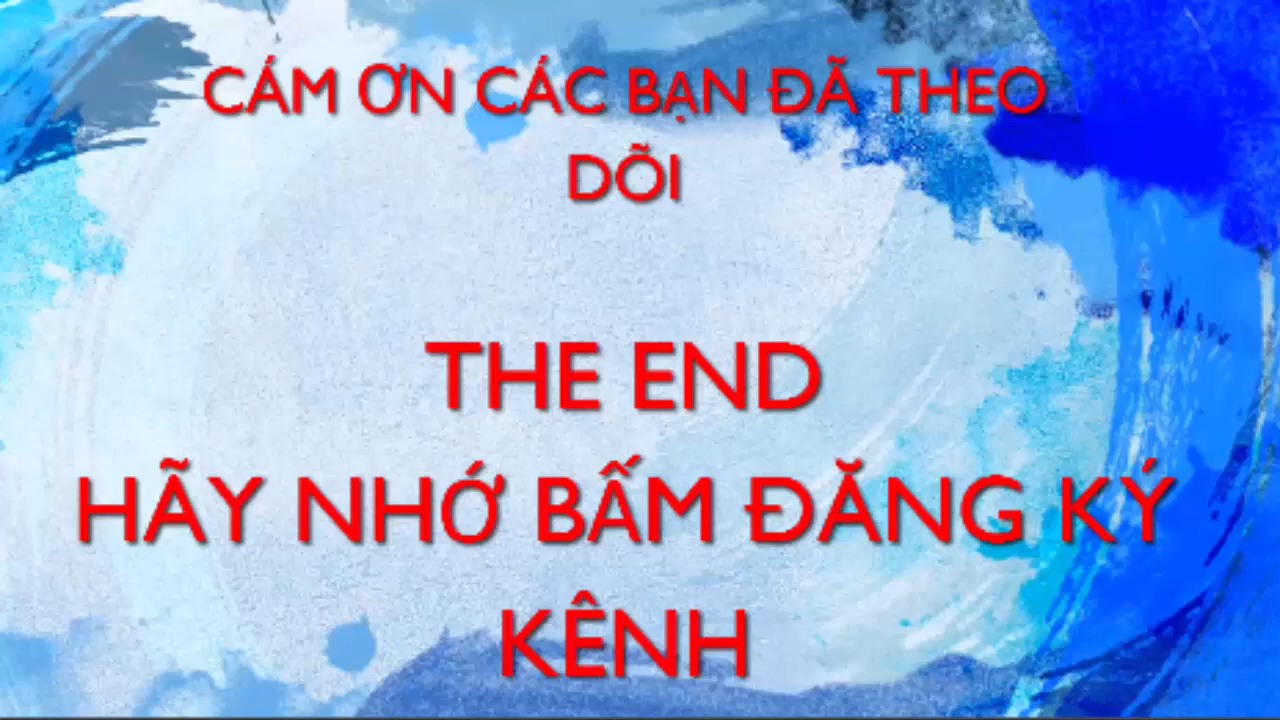 CÁM ƠN CÁC BẠN ĐÃ THEO
DÕI
THE END
HÃY NHỚ BẤM ĐĂNG KÝ
KÊNH